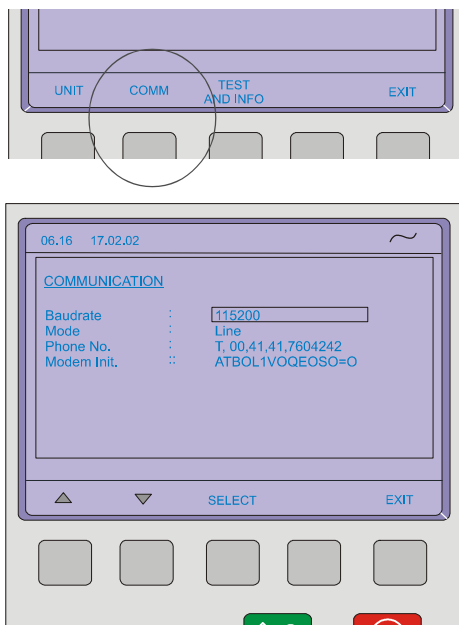 UNIT COMM TEST AND INFO EXIT
06.16 17.02.02
COMMUNICATION
Baudrate : 115200
Mode : Line
Phone No. : T, 00,41,41,7604242
Modem Init. :: ATBOL1VOQEOSO=O
SELECT EXIT